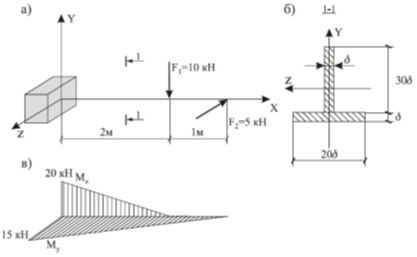 а)
Y
1
1
F₁=10 кН
X
Z
2м
1м
F₂=5 кН
б)
1-1
Y
δ
Z
30δ
δ
20δ
в)
20 кН Mz
15 кН
My